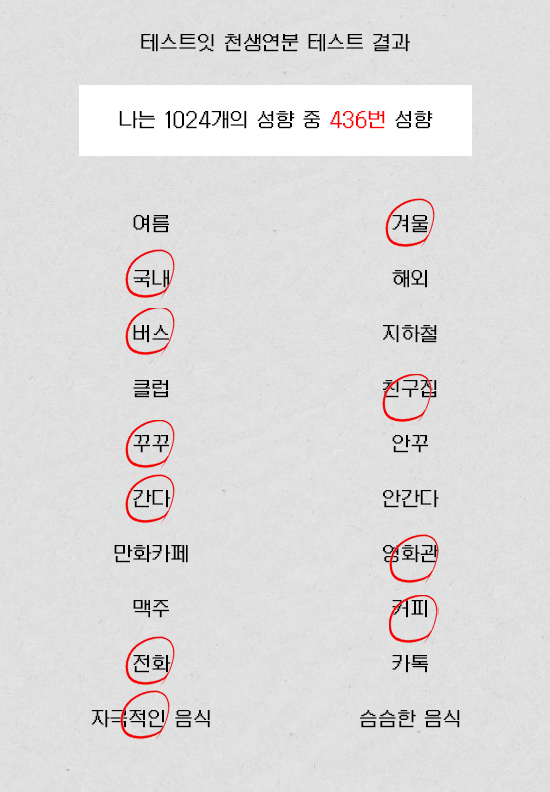 테스트잇 천생연분 테스트 결과
나는 1024개의 성향 중 436번 성향
여름 겨울
국내 해외
버스 지하철
클럽 친구집
꾸꾸 안꾸
간다 안간다
만화카페 영화관
맥주 커피
전화 카톡
자극적인 음식 슴슴한 음식